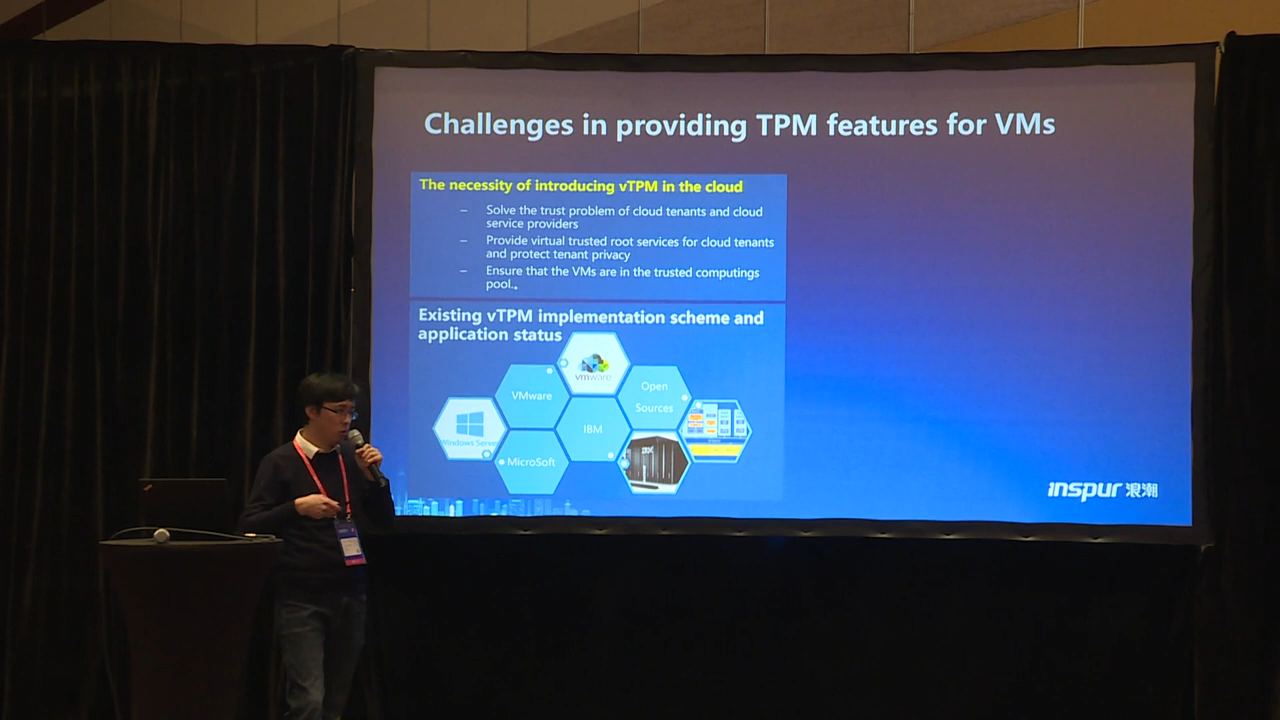 Challenges in providing TPM features for VMs
The necessity of introducing vTPM in the cloud
– Solve the trust problem of cloud tenants and cloud
service providers
– Provide virtual trusted root services for cloud tenants
and protect tenant privacy
– Ensure that the VMs are in the trusted computings
pool.。
Existing vTPM implementation scheme and
application status
vmware
VMware
Open
Sources
Windows Server
IBM
MicroSoft
inspur 浪潮